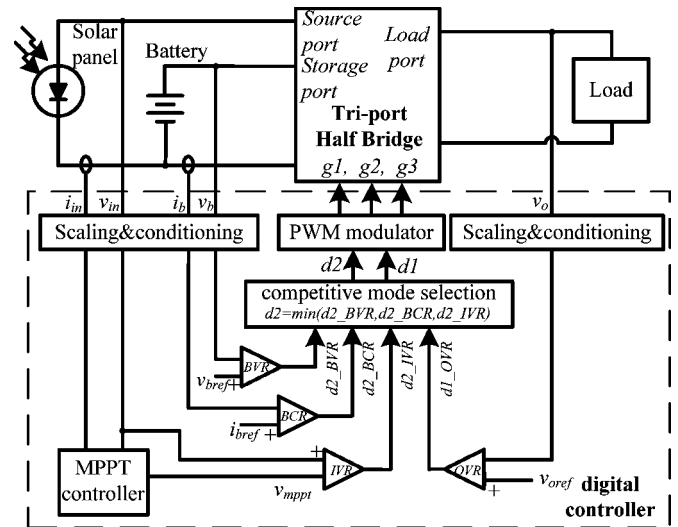 Solar
panel
Battery
Source
port
Storage
port
Load
port
Tri-port
Half Bridge
g1, g2, g3
Load
i_in v_in i_b v_b
v_o
Scaling&conditioning
PWM modulator
Scaling&conditioning
d2 d1
competitive mode selection
d2=min(d2_BVR,d2_BCR,d2_IVR)
d2_BVR
d2_BCR
d2_IVR
d1_OVR
BVR
v_bref +
BCR
i_bref +
MPPT
controller
+
IVR
v_mppt
OVR
+
v_oref
digital
controller